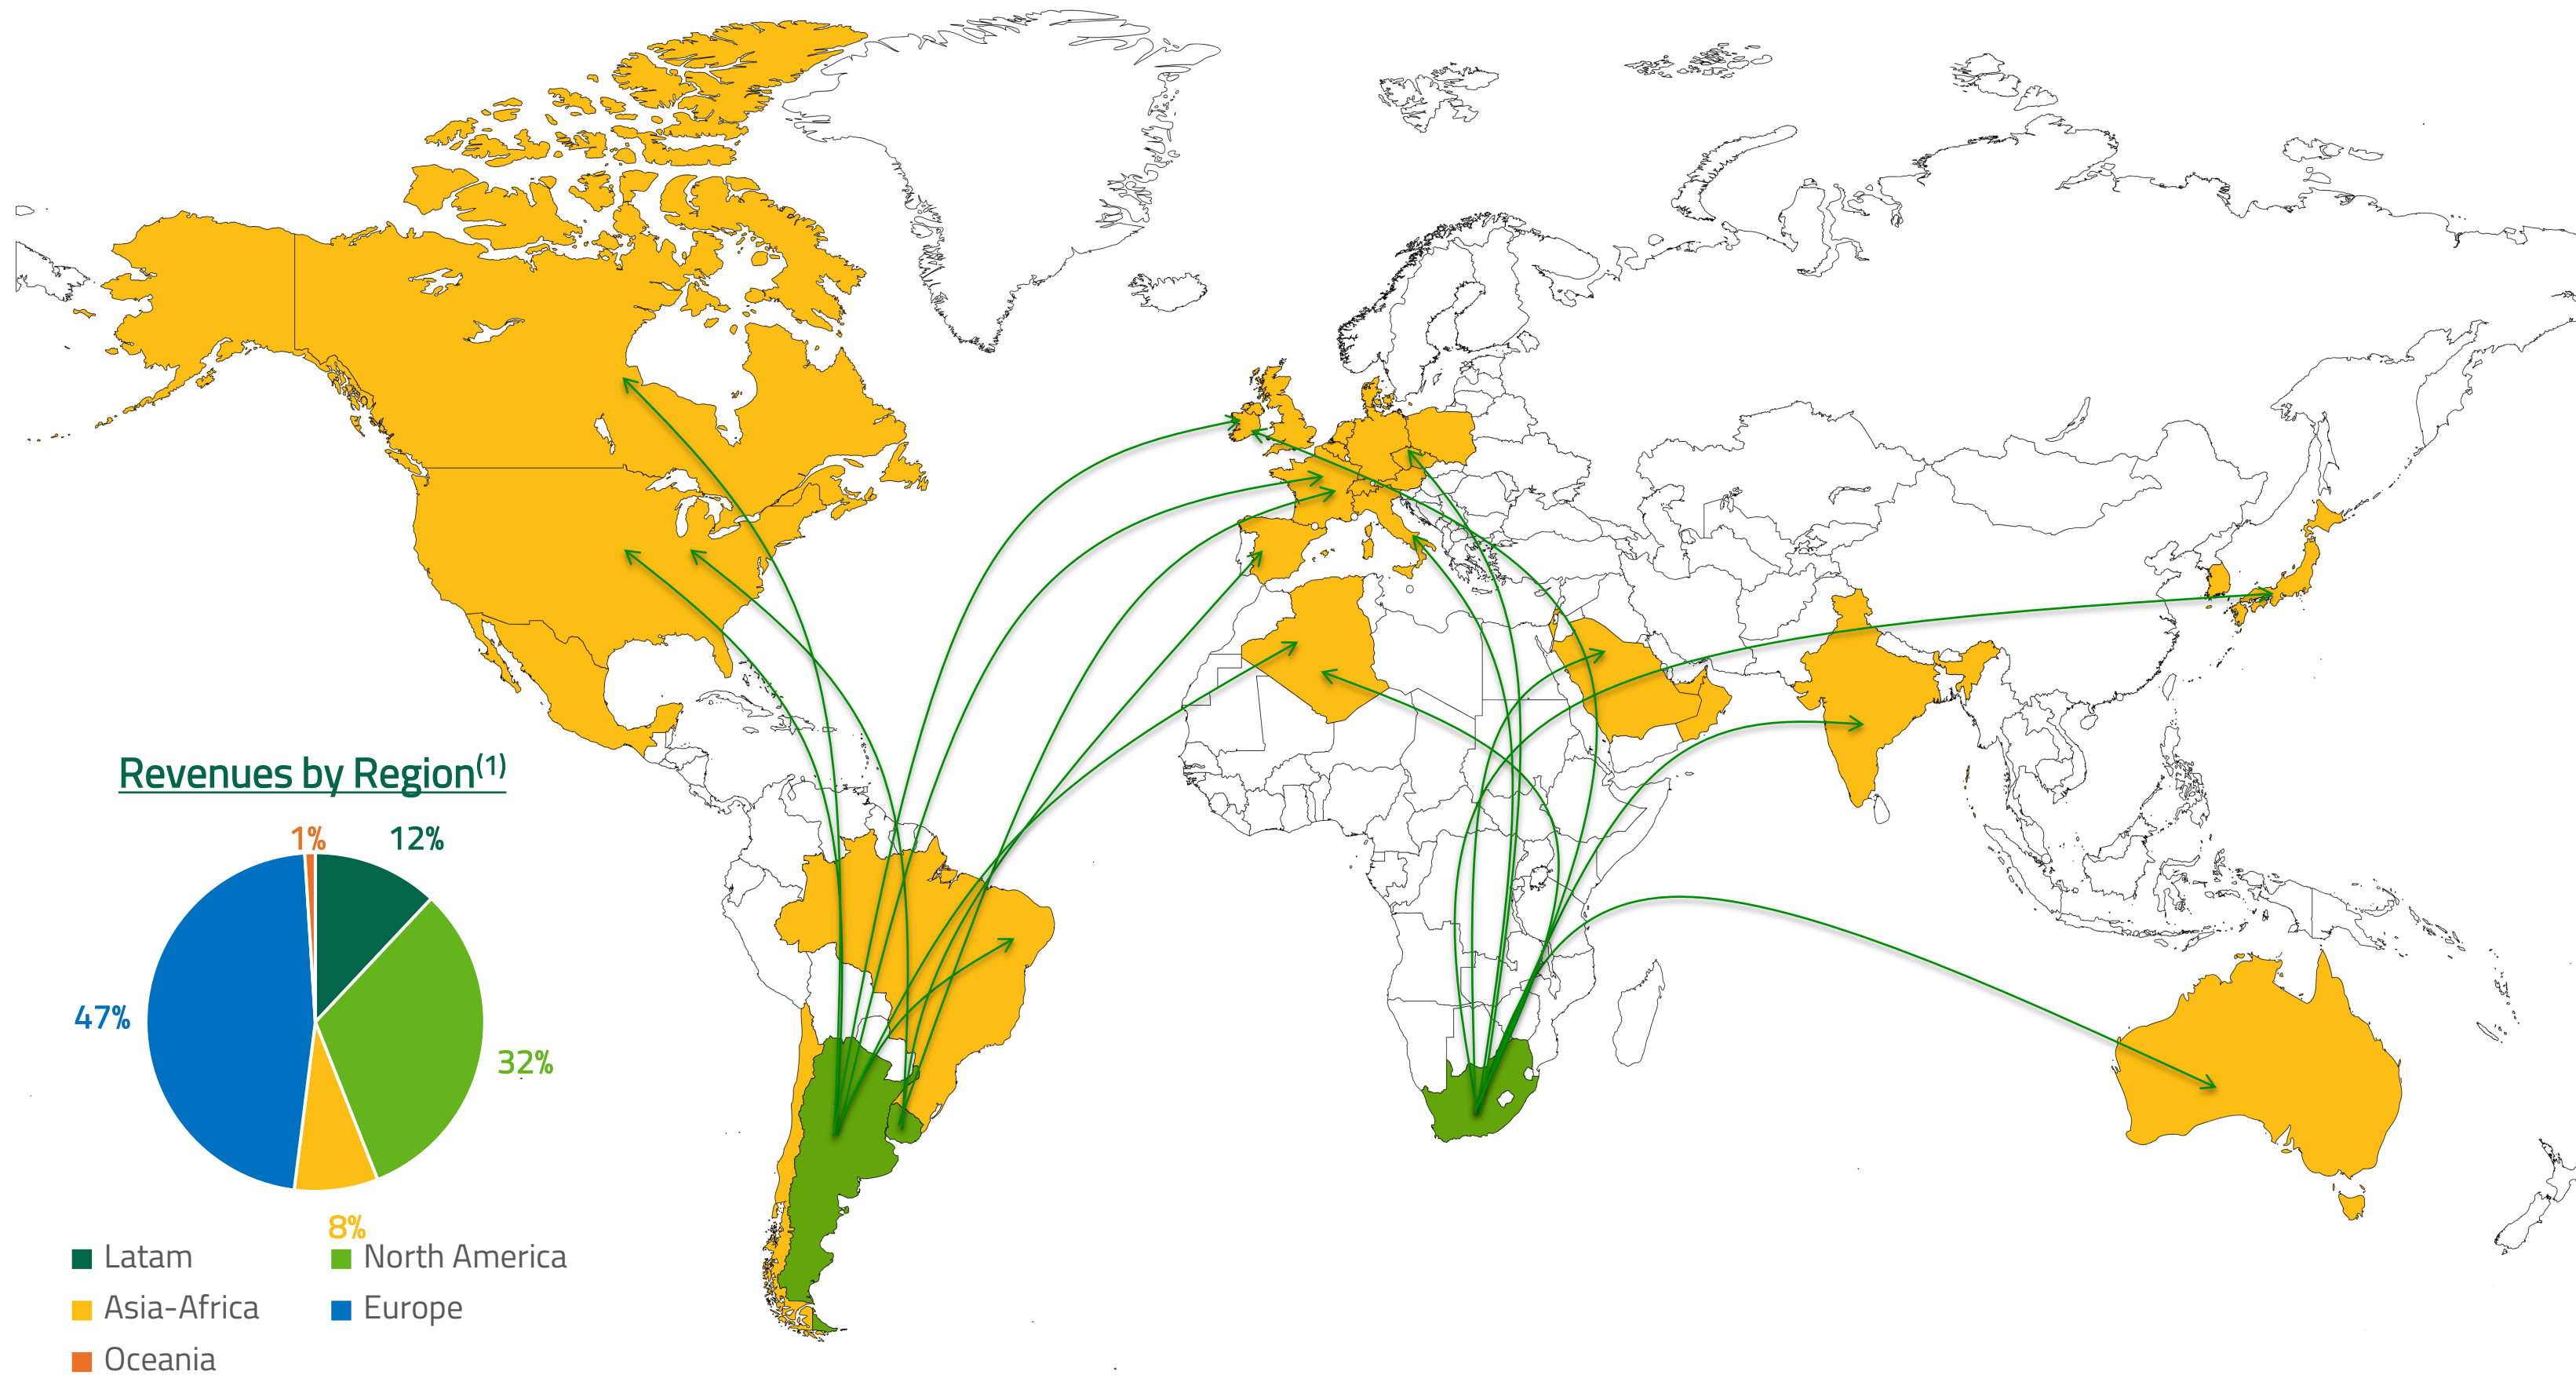 Revenues by Region(1)
1%
12%
47%
32%
8%
Latam
North America
Asia-Africa
Europe
Oceania